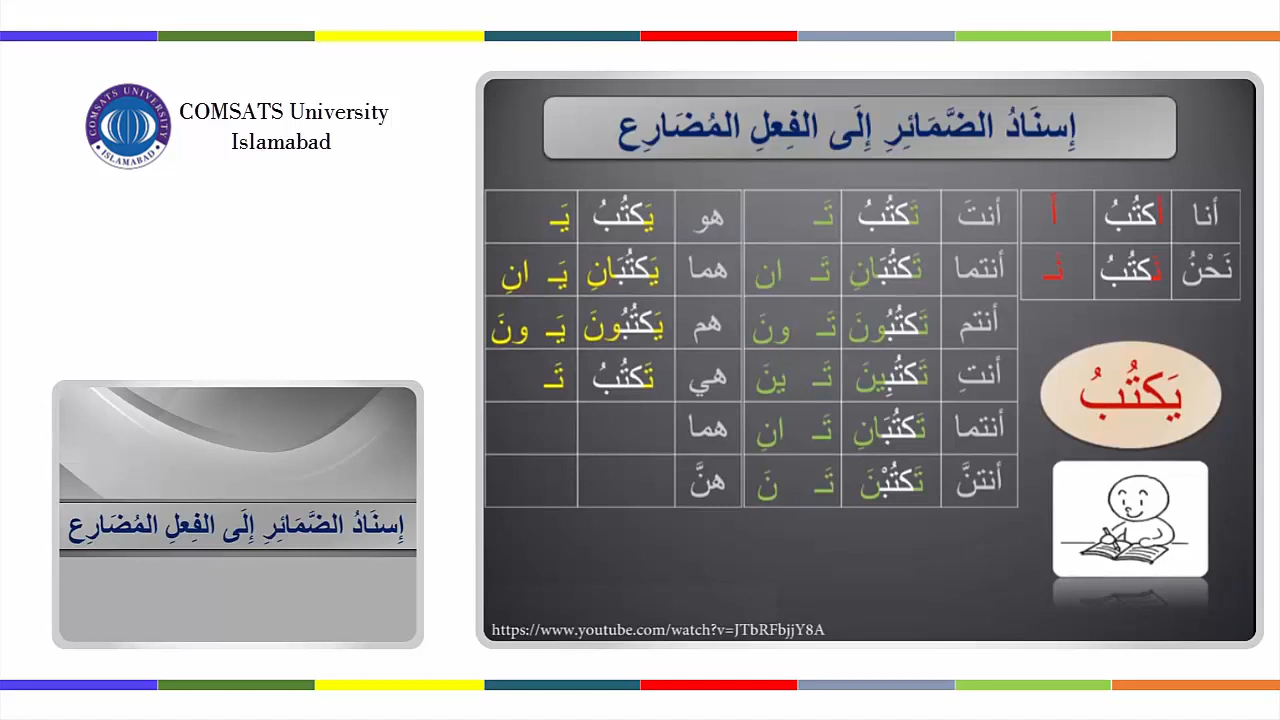 COMSATS UNIVERSITY
• ISLAMABAD •
COMSATS University
Islamabad
إِسنَادُ الضَّمَائِرِ إِلَى الفِعلِ المُضَارِع
أنا أَكتُبُ أَ
نَحْنُ نَكتُبُ نَـ
أنتَ تَكتُبُ تَـ
أنتما تَكتُبَانِ تَـ ان
أنتم تَكتُبُونَ تَـ ونَ
أنتِ تَكتُبِينَ تَـ ينَ
أنتما تَكتُبَانِ تَـ انِ
أنتنَّ تَكتُبْنَ تَـ نَ
هو يَكتُبُ يَـ
هما يَكتُبَانِ يَـ انِ
هم يَكتُبُونَ يَـ ونَ
هي تَكتُبُ تَـ
هما
هنَّ
يَكتُبُ
إِسنَادُ الضَّمَائِرِ إِلَى الفِعلِ المُضَارِع
https://www.youtube.com/watch?v=JTbRFbjjY8A